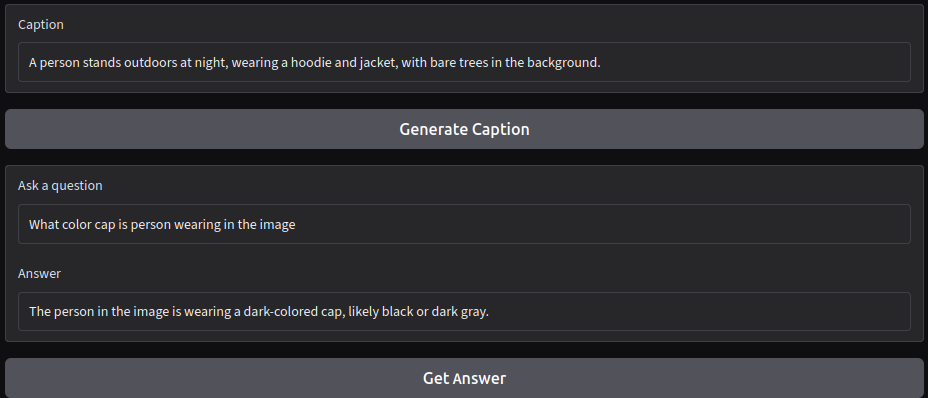 Caption
A person stands outdoors at night, wearing a hoodie and jacket, with bare trees in the background.
Generate Caption
Ask a question
What color cap is person wearing in the image
Answer
The person in the image is wearing a dark-colored cap, likely black or dark gray.
Get Answer